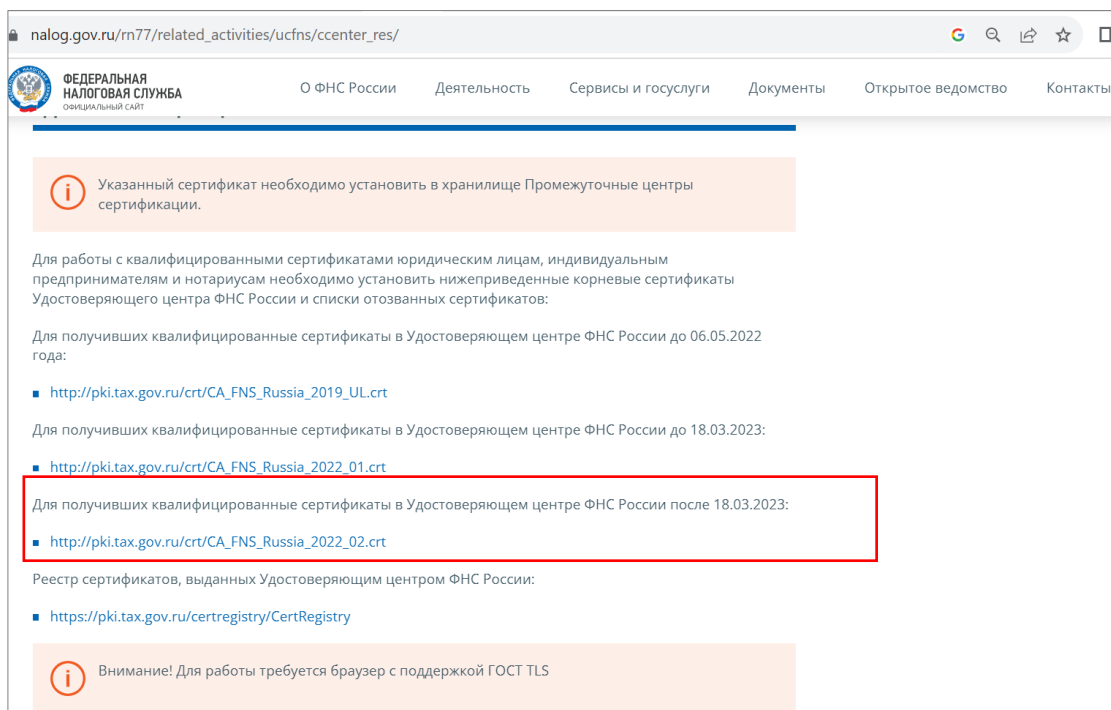 nalog.gov.ru/rn77/related_activities/ucfns/ccenter_res/
ФЕДЕРАЛЬНАЯ
НАЛОГОВАЯ СЛУЖБА
ОФИЦИАЛЬНЫЙ САЙТ
О ФНС России Деятельность Сервисы и госуслуги Документы Открытое ведомство Контакты
Указанный сертификат необходимо установить в хранилище Промежуточные центры
сертификации.
Для работы с квалифицированными сертификатами юридическим лицам, индивидуальным
предпринимателям и нотариусам необходимо установить нижеприведенные корневые сертификаты
Удостоверяющего центра ФНС России и списки отозванных сертификатов:
Для получивших квалифицированные сертификаты в Удостоверяющем центре ФНС России до 06.05.2022
года:
http://pki.tax.gov.ru/crt/CA_FNS_Russia_2019_UL.crt
Для получивших квалифицированные сертификаты в Удостоверяющем центре ФНС России до 18.03.2023:
http://pki.tax.gov.ru/crt/CA_FNS_Russia_2022_01.crt
Для получивших квалифицированные сертификаты в Удостоверяющем центре ФНС России после 18.03.2023:
http://pki.tax.gov.ru/crt/CA_FNS_Russia_2022_02.crt
Реестр сертификатов, выданных Удостоверяющим центром ФНС России:
https://pki.tax.gov.ru/certregistry/CertRegistry
Внимание! Для работы требуется браузер с поддержкой ГОСТ TLS